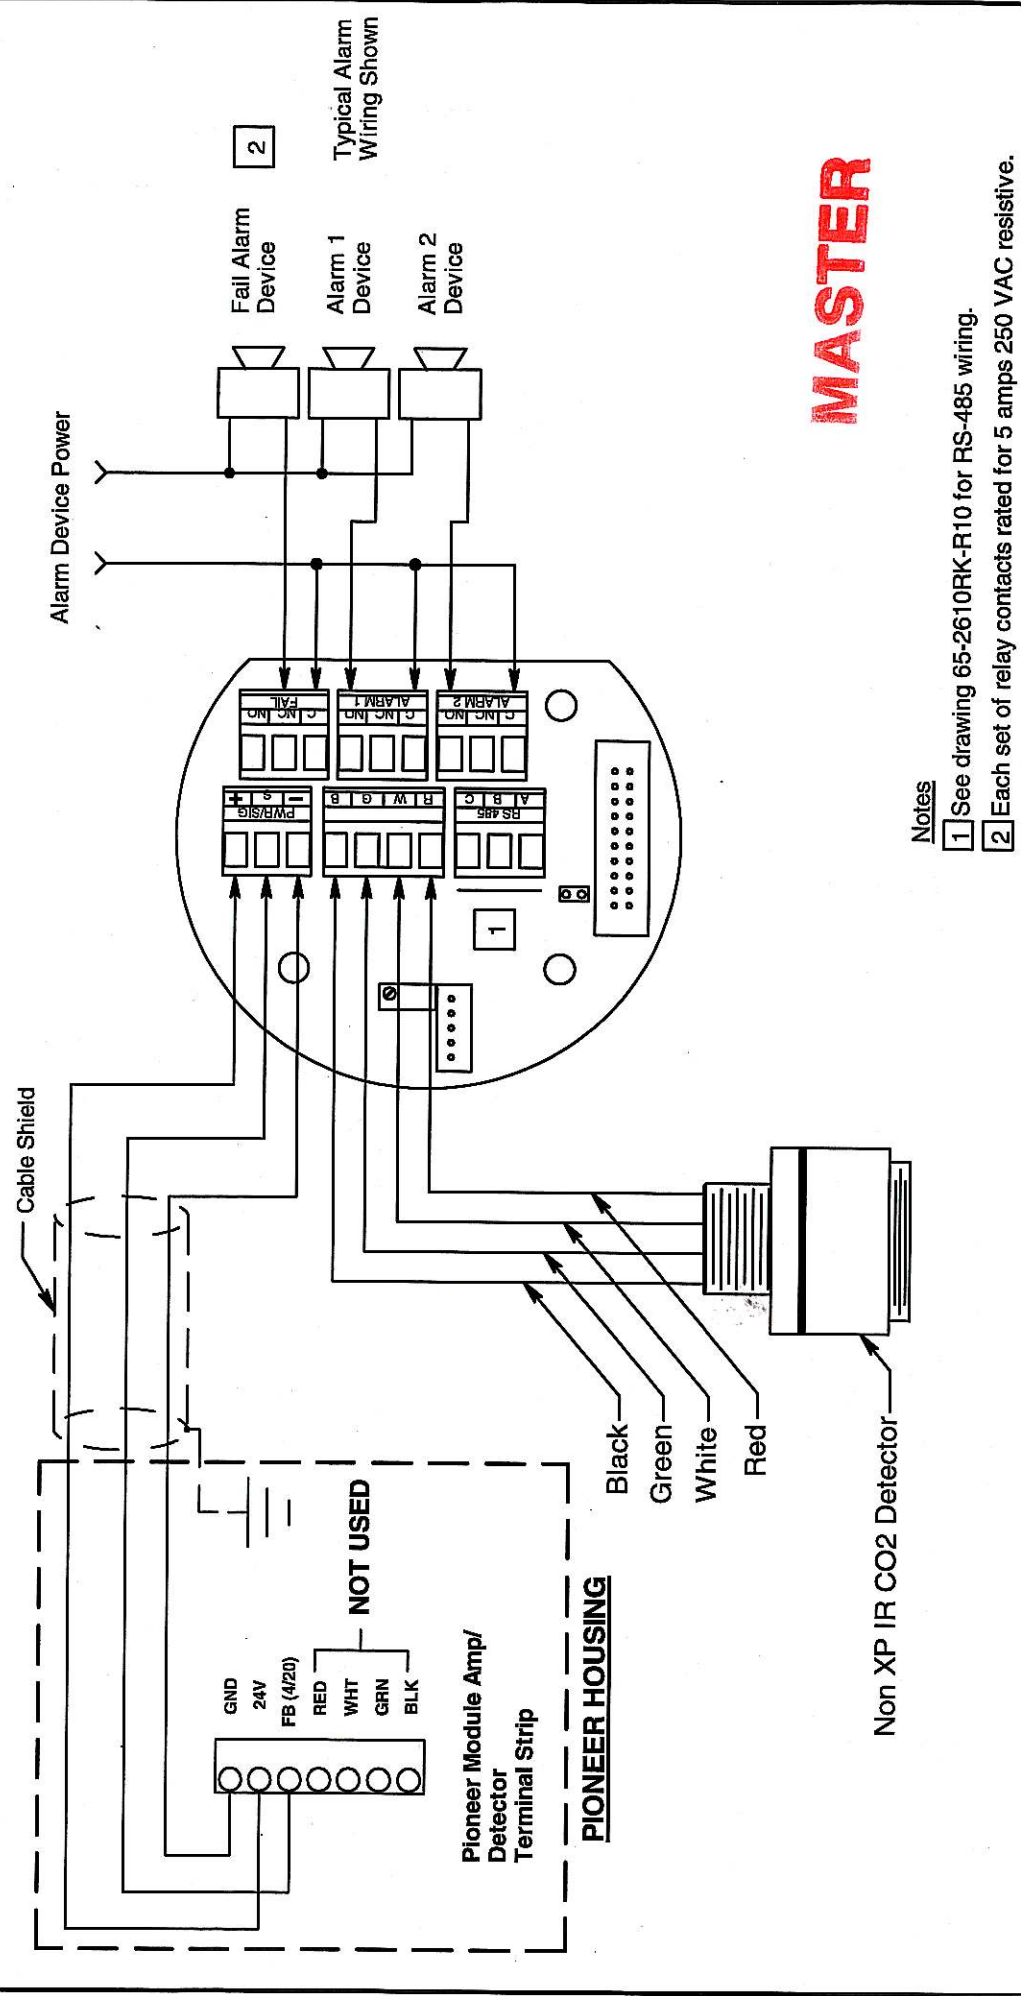 Cable Shield
Alarm Device Power
Fail Alarm
Device
2
Alarm 1
Device
Typical Alarm
Wiring Shown
Alarm 2
Device
GND
24V
FB (4/20)
RED
WHT
GRN
BLK
NOT USED
Pioneer Module Amp/
Detector
Terminal Strip
PIONEER HOUSING
+
S
−
PWR/SIG
B
G
W
R
A
B
C
RS 485
NO
NC
C
FAIL
NO
NC
C
ALARM 1
NO
NC
C
ALARM 2
1
Black
Green
White
Red
Non XP IR CO2 Detector
MASTER
Notes
1 See drawing 65-2610RK-R10 for RS-485 wiring.
2 Each set of relay contacts rated for 5 amps 250 VAC resistive.